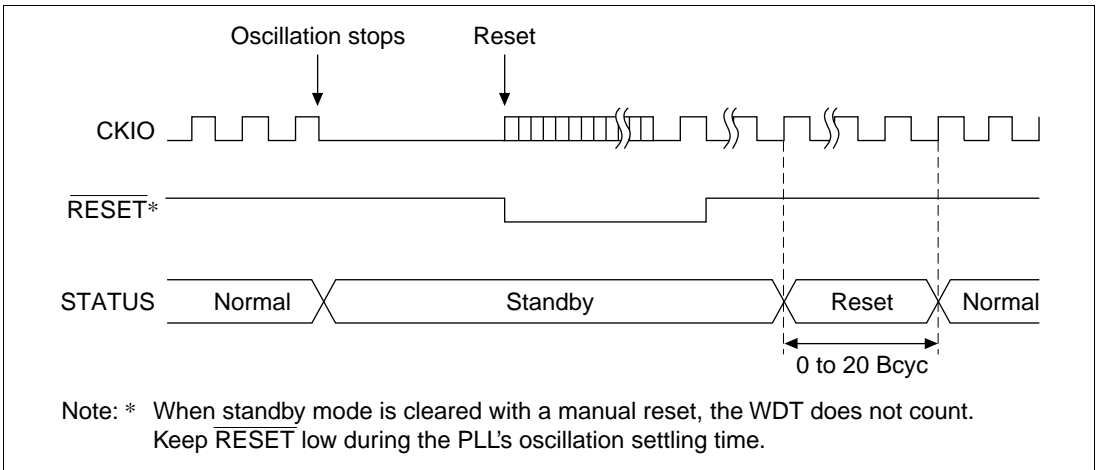 Oscillation stops Reset
CKIO
RESET*
STATUS Normal Standby Reset Normal
0 to 20 Bcyc
Note: * When standby mode is cleared with a manual reset, the WDT does not count.
Keep RESET low during the PLL's oscillation settling time.